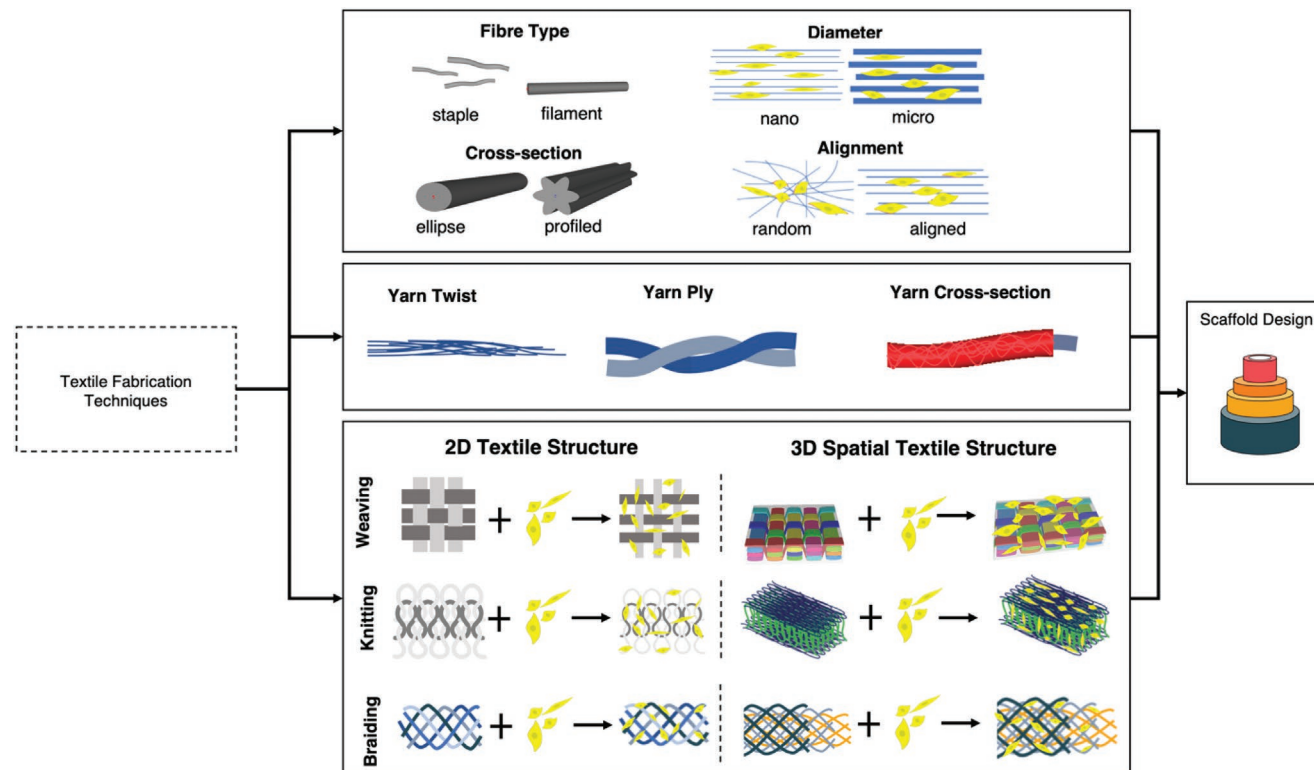 Textile Fabrication
Techniques
Fibre Type
staple
filament
Diameter
nano
micro
Cross-section
ellipse
profiled
Alignment
random
aligned
Yarn Twist
Yarn Ply
Yarn Cross-section
2D Textile Structure
3D Spatial Textile Structure
Weaving
Knitting
Braiding
Scaffold Design